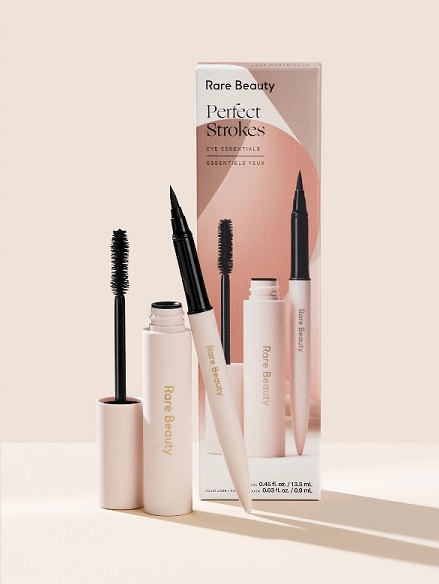 Rare Beauty
Perfect
Strokes
EYE ESSENTIALS
ESSENTIELS YEUX
Rare Beauty
Rare Beauty
Rare Beauty
Rare Beauty
0.46 fl. oz. / 13.5 mL
0.03 fl. oz. / 0.9 mL